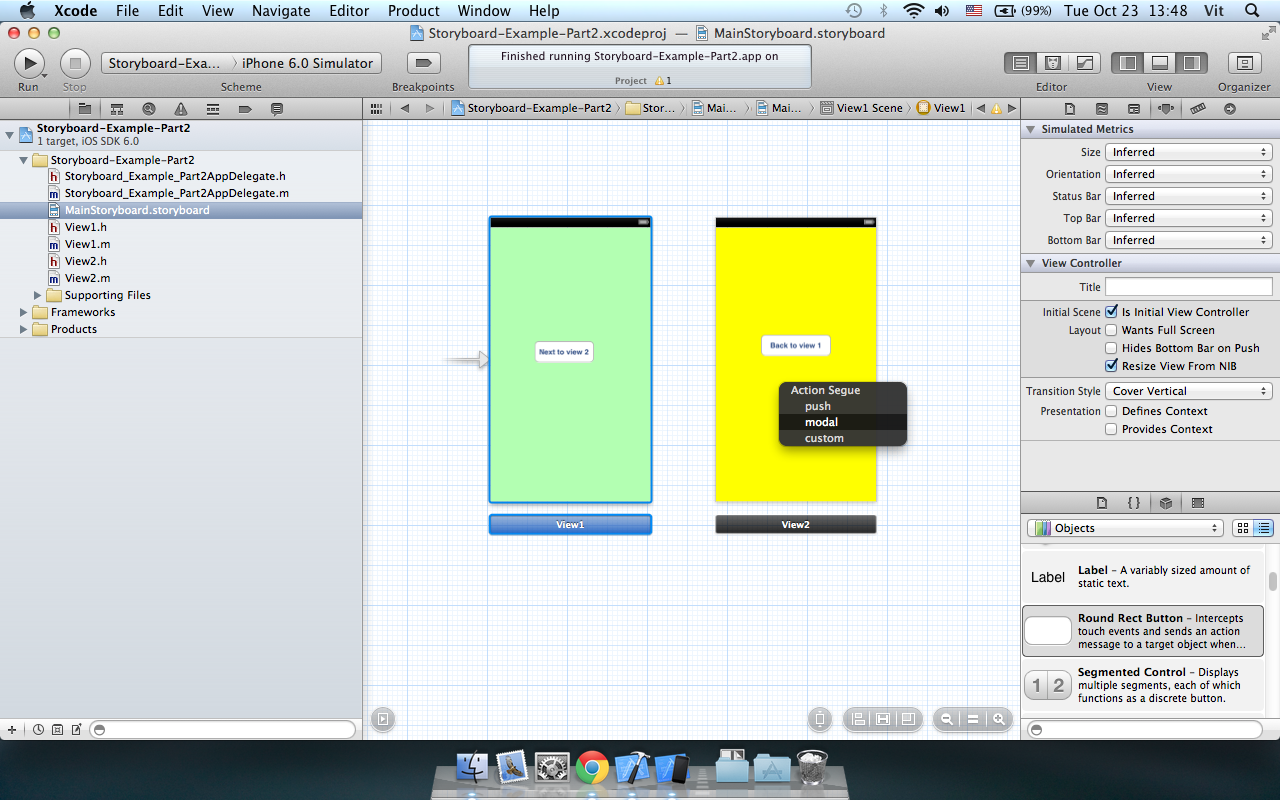 Xcode File Edit View Navigate Editor Product Window Help (99%) Tue Oct 23 13:48 Vit
Storyboard-Example-Part2.xcodeproj — MainStoryboard.storyboard
Storyboard-Exa... iPhone 6.0 Simulator
Finished running Storyboard-Example-Part2.app on
Project 1
Run Stop Scheme Breakpoints Editor View Organizer
Storyboard-Example-Part2 Stor... Mai... Mai... View1 Scene View1
Storyboard-Example-Part2
1 target, iOS SDK 6.0
Storyboard-Example-Part2
h Storyboard_Example_Part2AppDelegate.h
m Storyboard_Example_Part2AppDelegate.m
MainStoryboard.storyboard
h View1.h
m View1.m
h View2.h
m View2.m
Supporting Files
Frameworks
Products
Next to view 2
View1
Back to view 1
Action Segue
push
modal
custom
View2
Simulated Metrics
Size Inferred
Orientation Inferred
Status Bar Inferred
Top Bar Inferred
Bottom Bar Inferred
View Controller
Title
Initial Scene Is Initial View Controller
Layout Wants Full Screen
Hides Bottom Bar on Push
Resize View From NIB
Transition Style Cover Vertical
Presentation Defines Context
Provides Context
{ }
Objects
Label Label – A variably sized amount of
static text.
Round Rect Button – Intercepts
touch events and sends an action
message to a target object when...
1 2 Segmented Control – Displays
multiple segments, each of which
functions as a discrete button.